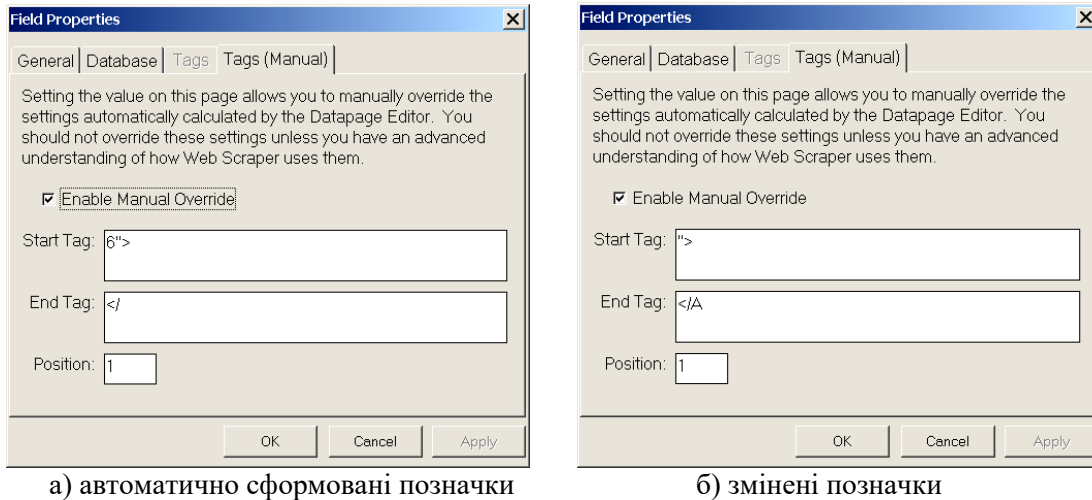 Field Properties
General Database Tags Tags (Manual)
Setting the value on this page allows you to manually override the
settings automatically calculated by the Datapage Editor. You
should not override these settings unless you have an advanced
understanding of how Web Scraper uses them.
Enable Manual Override
Start Tag: 6">
End Tag: </
Position: 1
OK Cancel Apply
а) автоматично сформовані позначки
Field Properties
General Database Tags Tags (Manual)
Setting the value on this page allows you to manually override the
settings automatically calculated by the Datapage Editor. You
should not override these settings unless you have an advanced
understanding of how Web Scraper uses them.
Enable Manual Override
Start Tag: ">
End Tag: </A
Position: 1
OK Cancel Apply
б) змінені позначки